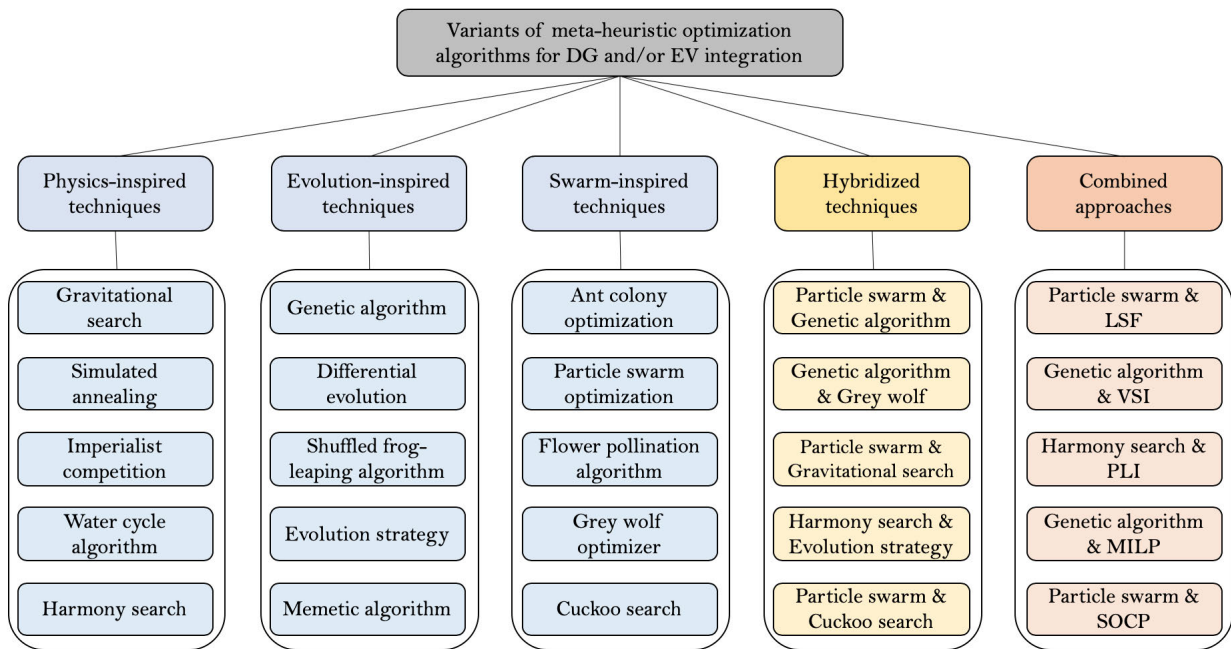 Variants of meta-heuristic optimization
algorithms for DG and/or EV integration
Physics-inspired
techniques
Evolution-inspired
techniques
Swarm-inspired
techniques
Hybridized
techniques
Combined
approaches
Gravitational
search
Simulated
annealing
Imperialist
competition
Water cycle
algorithm
Harmony search
Genetic algorithm
Differential
evolution
Shuffled frog-
leaping algorithm
Evolution strategy
Memetic algorithm
Ant colony
optimization
Particle swarm
optimization
Flower pollination
algorithm
Grey wolf
optimizer
Cuckoo search
Particle swarm &
Genetic algorithm
Genetic algorithm
& Grey wolf
Particle swarm &
Gravitational search
Harmony search &
Evolution strategy
Particle swarm &
Cuckoo search
Particle swarm &
LSF
Genetic algorithm
& VSI
Harmony search &
PLI
Genetic algorithm
& MILP
Particle swarm &
SOCP